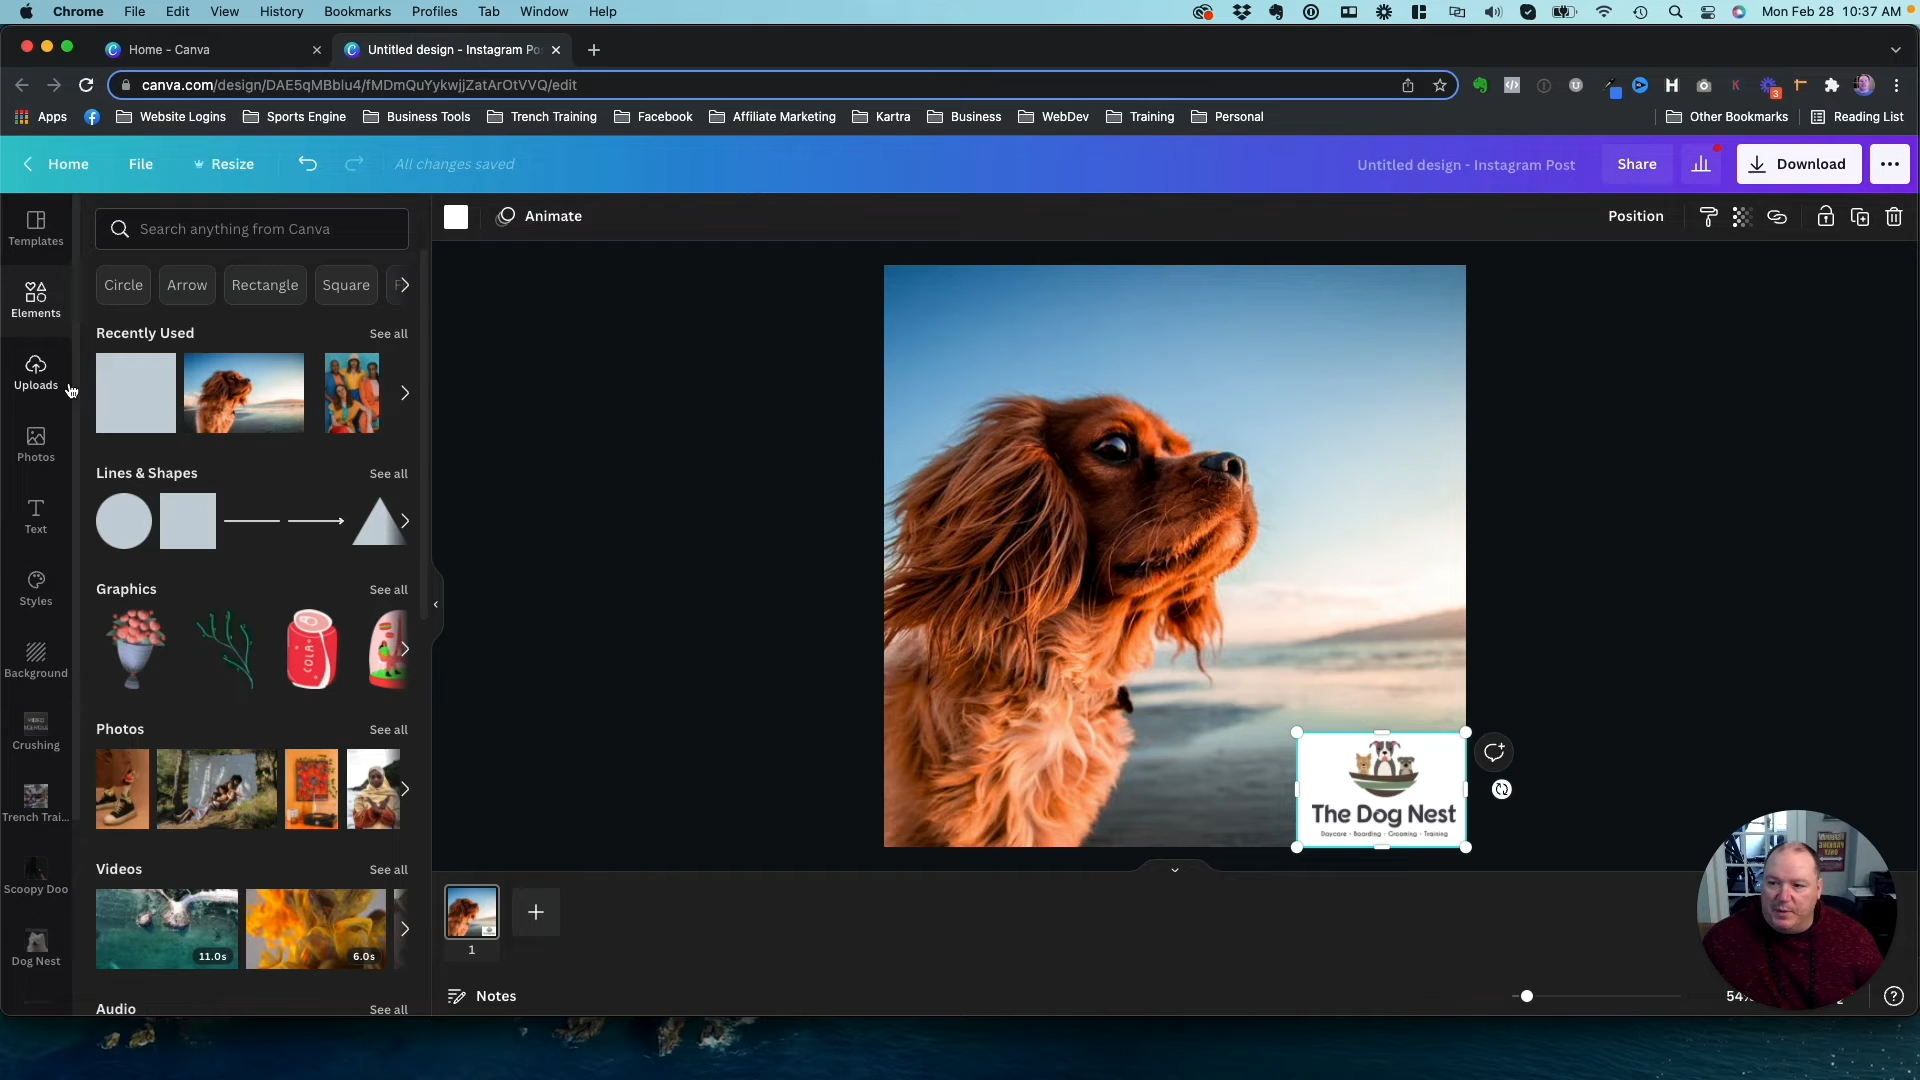 Chrome File Edit View History Bookmarks Profiles Tab Window Help Mon Feb 28 10:37 AM
Home - Canva Untitled design - Instagram Po
canva.com/design/DAE5qMBblu4/fMDmQuYykwjjZatArOtVVQ/edit
3
Apps Website Logins Sports Engine Business Tools Trench Training Facebook Affiliate Marketing Kartra Business WebDev Training Personal Other Bookmarks Reading List
Home File Resize All changes saved Untitled design - Instagram Post Share Download
Templates
Elements
Uploads
Photos
Text
Styles
Background
Crushing
Trench Trai...
Scoopy Doo
Dog Nest
Search anything from Canva
Circle Arrow Rectangle Square
Recently Used See all
Lines & Shapes See all
Graphics See all
COLA
Photos See all
Videos See all
11.0s 6.0s
Audio See all
Animate Position
The Dog Nest
Daycare · Boarding · Grooming · Training
1
Notes
54%